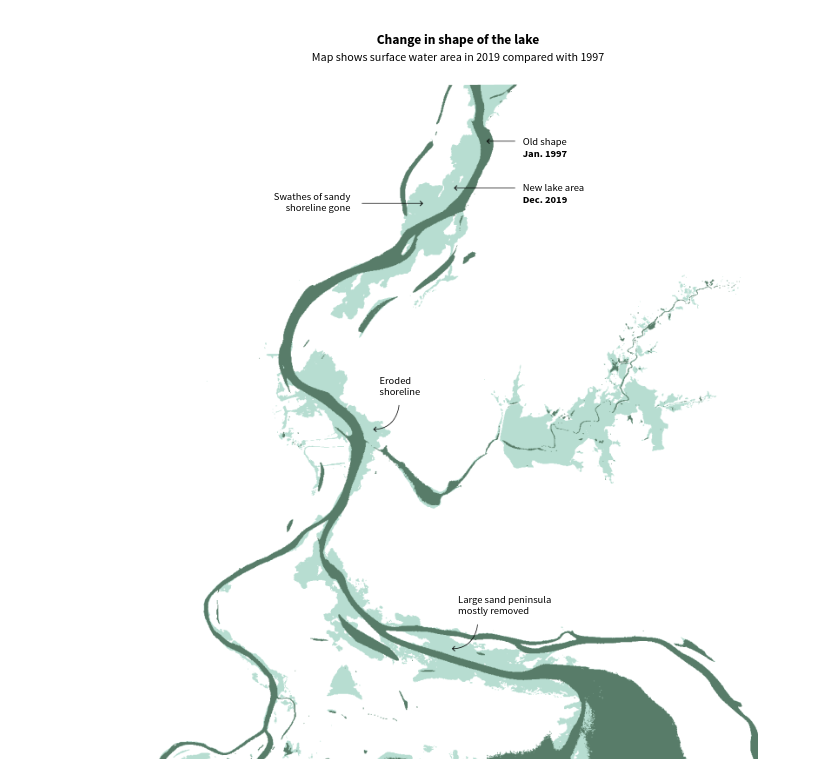 Change in shape of the lake
Map shows surface water area in 2019 compared with 1997
Old shape
Jan. 1997
New lake area
Dec. 2019
Swathes of sandy
shoreline gone
Eroded
shoreline
Large sand peninsula
mostly removed